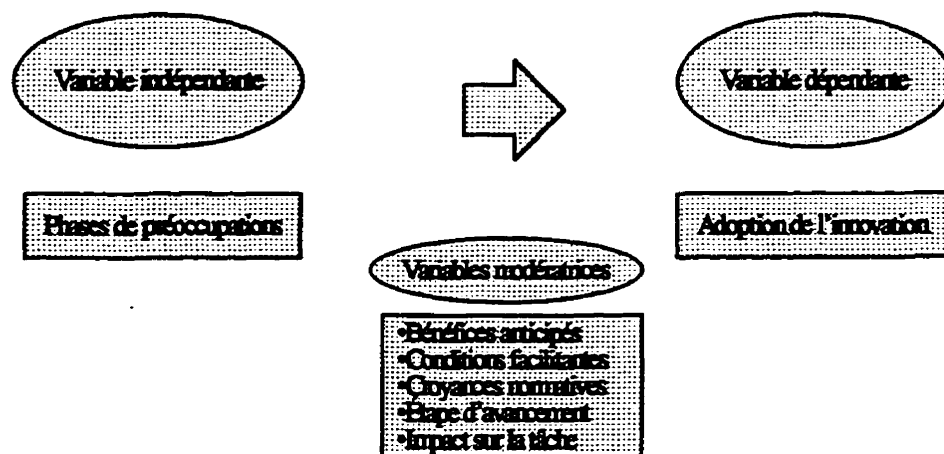 Variable indépendante
Variable dépendante
Phases de préoccupations
Adoption de l'innovation
Variables modératrices
•Bénéfices anticipés
•Conditions facilitantes
•Croyances normatives
•Étape d'avancement
•Impact sur la tâche